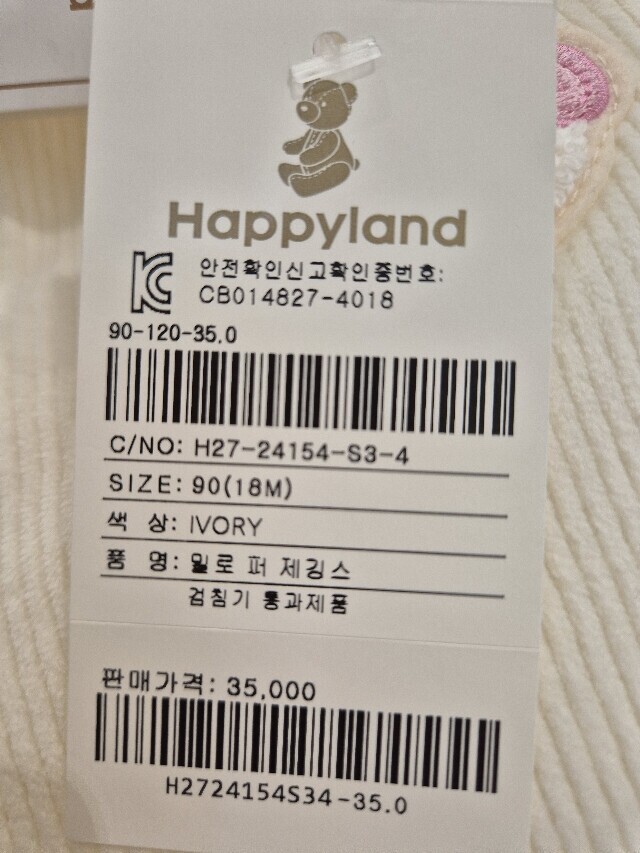 Happyland
안전확인신고확인증번호:
CB014827-4018
90-120-35.0
C/NO: H27-24154-S3-4
SIZE: 90(18M)
색 상: IVORY
품 명: 밀로 퍼 제깅스
검침기 통과제품
판매가격: 35,000
H2724154S34-35.0